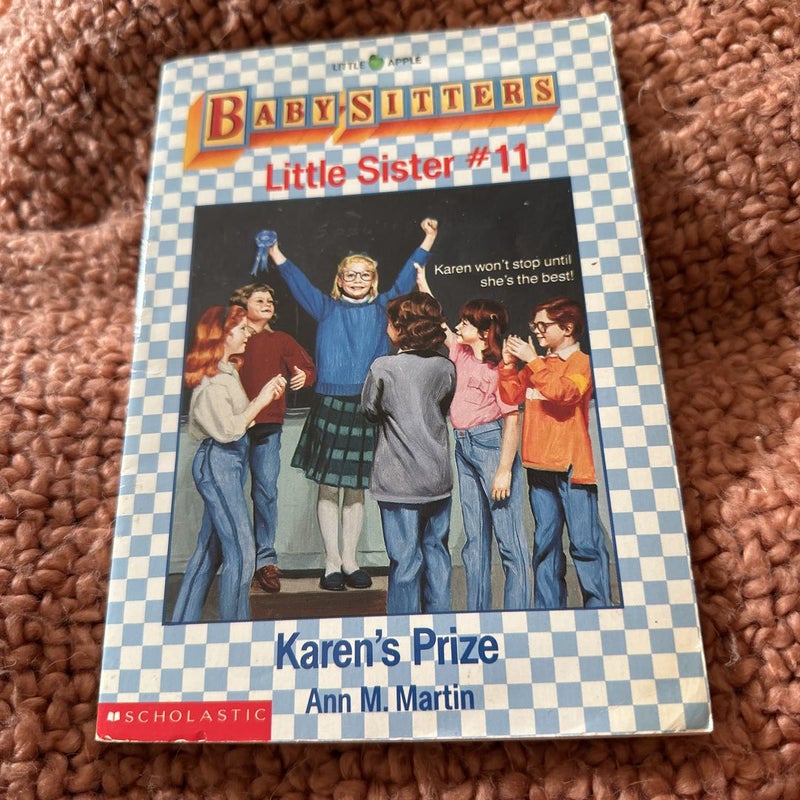 LITTLE APPLE
BABY-SITTERS
Little Sister #11
Karen won't stop until
she's the best!
Karen's Prize
Ann M. Martin
SCHOLASTIC